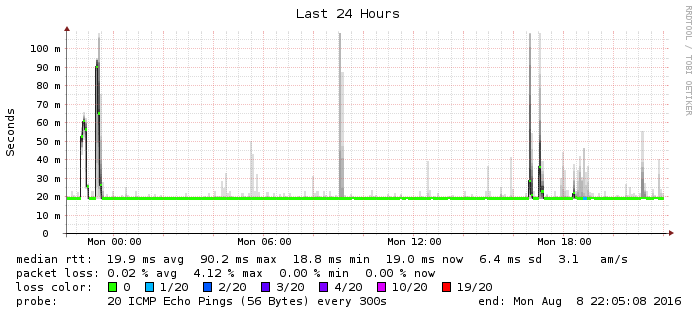 Last 24 Hours
RRDTOOL / TOBI OETIKER
Seconds
100 m
90 m
80 m
70 m
60 m
50 m
40 m
30 m
20 m
10 m
0
Mon 00:00 Mon 06:00 Mon 12:00 Mon 18:00
median rtt: 19.9 ms avg 90.2 ms max 18.8 ms min 19.0 ms now 6.4 ms sd 3.1 am/s
packet loss: 0.02 % avg 4.12 % max 0.00 % min 0.00 % now
loss color: 0 1/20 2/20 3/20 4/20 10/20 19/20
probe: 20 ICMP Echo Pings (56 Bytes) every 300s end: Mon Aug 8 22:05:08 2016